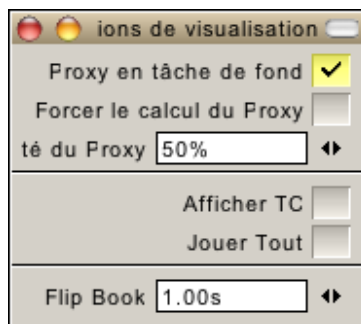 ions de visualisation
Proxy en tâche de fond
Forcer le calcul du Proxy
té du Proxy 50%
Afficher TC
Jouer Tout
Flip Book 1.00s